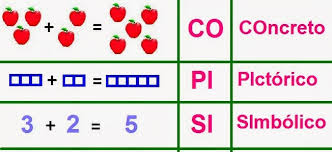 + = CO COncreto
+ = PI PIctórico
3 + 2 = 5 SI SImbólico